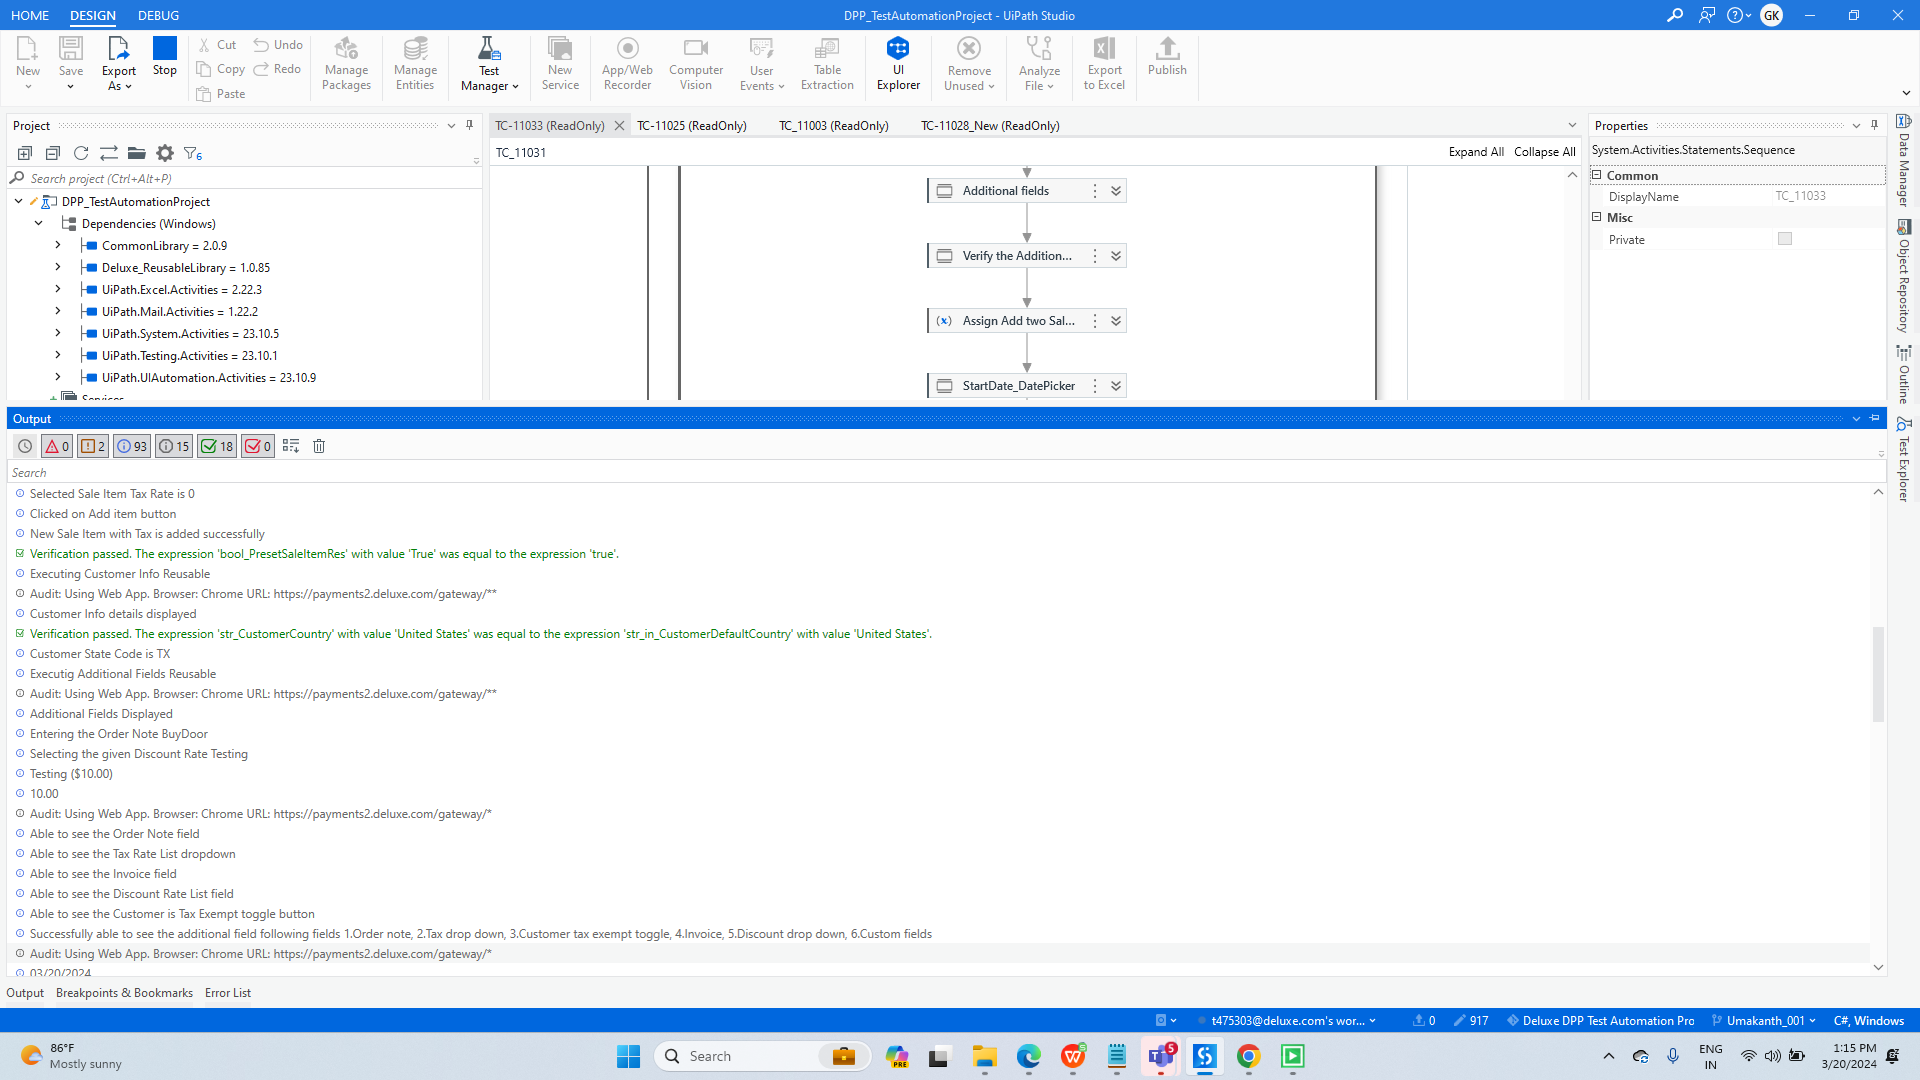 HOME DESIGN DEBUG
DPP_TestAutomationProject - UiPath Studio
GK
New
Save
Export As
Stop
Cut
Copy
Paste
Undo
Redo
Manage Packages
Manage Entities
Test Manager
New Service
App/Web Recorder
Computer Vision
User Events
Table Extraction
UI Explorer
Remove Unused
Analyze File
Export to Excel
Publish
Project
6
Search project (Ctrl+Alt+P)
DPP_TestAutomationProject
Dependencies (Windows)
CommonLibrary = 2.0.9
Deluxe_ReusableLibrary = 1.0.85
UiPath.Excel.Activities = 2.22.3
UiPath.Mail.Activities = 1.22.2
UiPath.System.Activities = 23.10.5
UiPath.Testing.Activities = 23.10.1
UiPath.UIAutomation.Activities = 23.10.9
Services
TC-11033 (ReadOnly)
TC-11025 (ReadOnly)
TC_11003 (ReadOnly)
TC-11028_New (ReadOnly)
TC_11031
Expand All Collapse All
Additional fields
Verify the Addition...
(x) Assign Add two Sal...
StartDate_DatePicker
Properties
System.Activities.Statements.Sequence
Common
DisplayName TC_11033
Misc
Private
Data Manager
Object Repository
Outline
Test Explorer
Output
0 2 93 15 18 0
Search
Selected Sale Item Tax Rate is 0
Clicked on Add item button
New Sale Item with Tax is added successfully
Verification passed. The expression 'bool_PresetSaleItemRes' with value 'True' was equal to the expression 'true'.
Executing Customer Info Reusable
Audit: Using Web App. Browser: Chrome URL: https://payments2.deluxe.com/gateway/**
Customer Info details displayed
Verification passed. The expression 'str_CustomerCountry' with value 'United States' was equal to the expression 'str_in_CustomerDefaultCountry' with value 'United States'.
Customer State Code is TX
Executig Additional Fields Reusable
Audit: Using Web App. Browser: Chrome URL: https://payments2.deluxe.com/gateway/**
Additional Fields Displayed
Entering the Order Note BuyDoor
Selecting the given Discount Rate Testing
Testing ($10.00)
10.00
Audit: Using Web App. Browser: Chrome URL: https://payments2.deluxe.com/gateway/*
Able to see the Order Note field
Able to see the Tax Rate List dropdown
Able to see the Invoice field
Able to see the Discount Rate List field
Able to see the Customer is Tax Exempt toggle button
Successfully able to see the additional field following fields 1.Order note, 2.Tax drop down, 3.Customer tax exempt toggle, 4.Invoice, 5.Discount drop down, 6.Custom fields
Audit: Using Web App. Browser: Chrome URL: https://payments2.deluxe.com/gateway/*
03/20/2024
Output Breakpoints & Bookmarks Error List
t475303@deluxe.com's wor... 0 917 Deluxe DPP Test Automation Pro Umakanth_001 C#, Windows
86°F
Mostly sunny
Search
PRE
5
ENG
IN
1:15 PM
3/20/2024